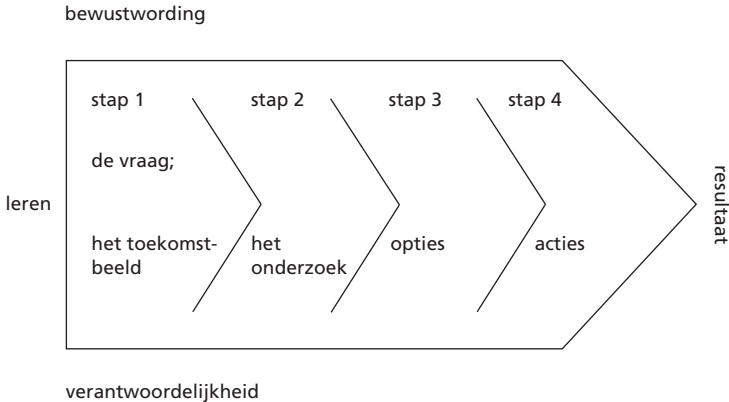 bewustwording
stap 1
stap 2
stap 3
stap 4
de vraag;
leren
resultaat
het toekomst-
beeld
het
onderzoek
opties
acties
verantwoordelijkheid